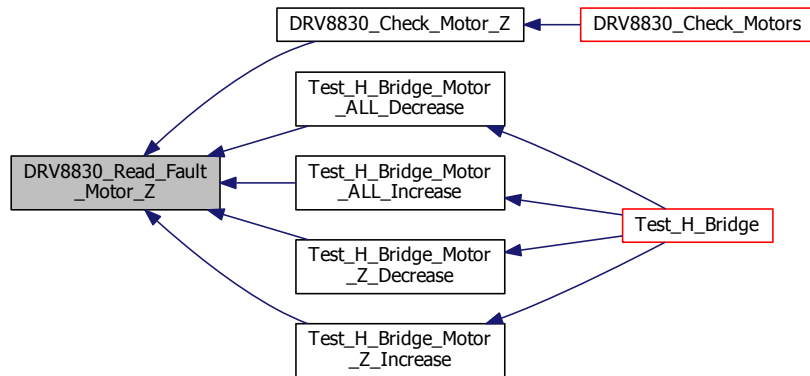 DRV8830_Check_Motor_Z
DRV8830_Check_Motors
Test_H_Bridge_Motor
_ALL_Decrease
DRV8830_Read_Fault
_Motor_Z
Test_H_Bridge_Motor
_ALL_Increase
Test_H_Bridge
Test_H_Bridge_Motor
_Z_Decrease
Test_H_Bridge_Motor
_Z_Increase